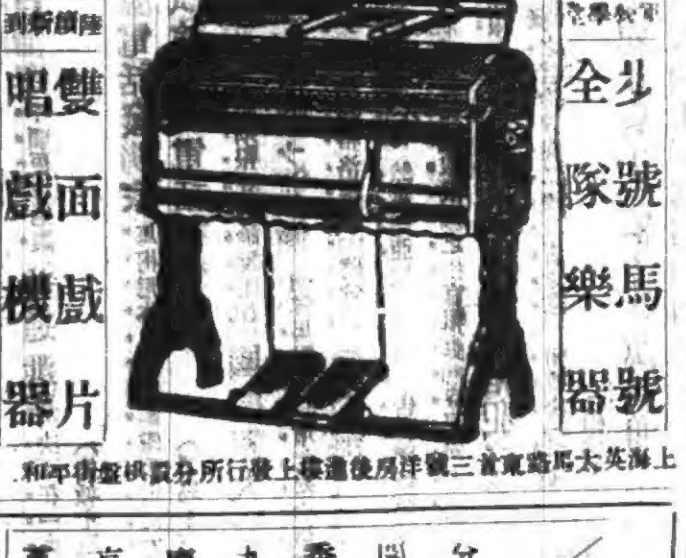 步號馬號
全隊樂器
陸續新到
雙面戲片
唱戲機器
上海英大馬路東首三號洋房後進樓上發行所分設棋盤街平和